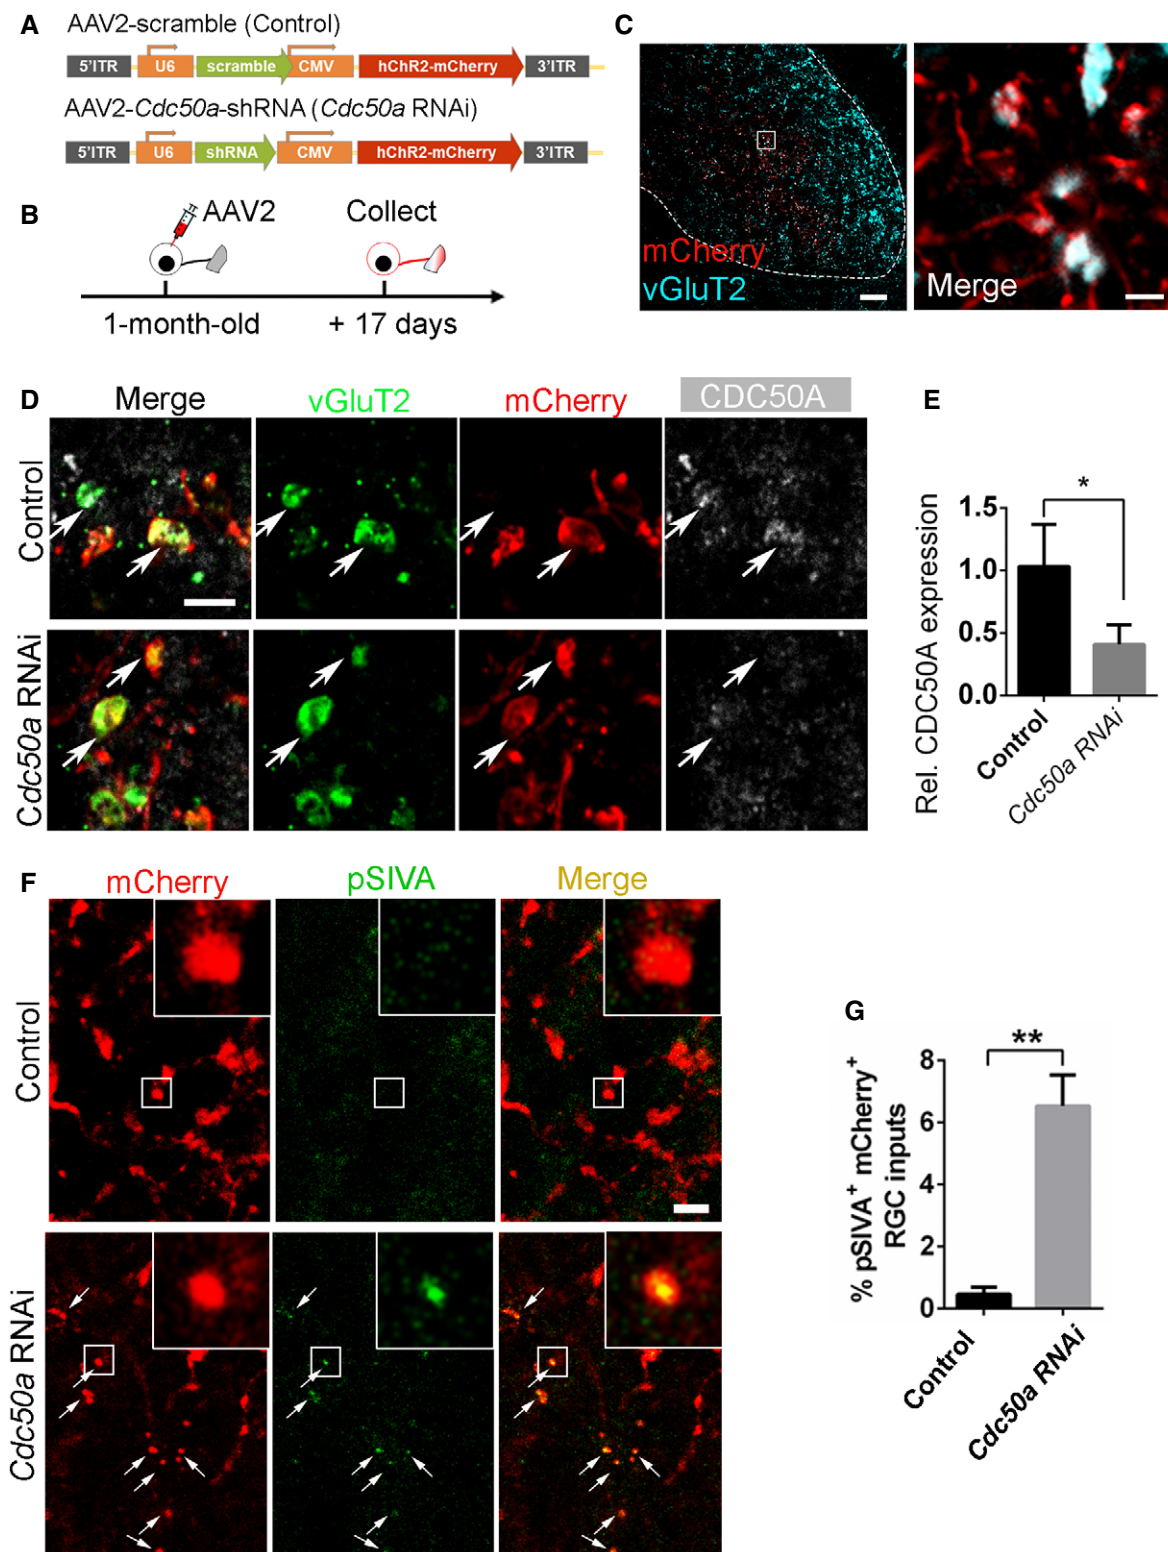 A
AAV2-scramble (Control)
5'ITR U6 scramble CMV hChR2-mCherry 3'ITR
AAV2-Cdc50a-shRNA (Cdc50a RNAi)
5'ITR U6 shRNA CMV hChR2-mCherry 3'ITR
B
AAV2 Collect
1-month-old + 17 days
C
mCherry
vGluT2
Merge
D
Merge vGluT2 mCherry CDC50A
Control
Cdc50a RNAi
E
Rel. CDC50A expression
1.5
1.0
0.5
0.0
*
Control
Cdc50a RNAi
F
mCherry pSIVA Merge
Control
Cdc50a RNAi
G
% pSIVA+ mCherry+
RGC inputs
8
6
4
2
0
**
Control
Cdc50a RNAi